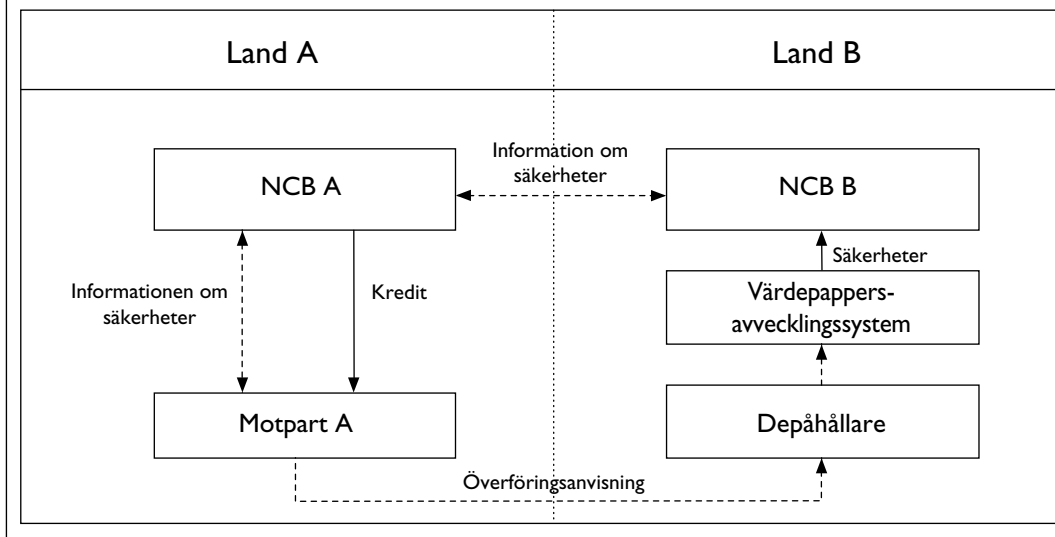 Land A
Land B
Information om
säkerheter
NCB A
NCB B
Säkerheter
Informationen om
säkerheter
Kredit
Värdepappers-
avvecklingssystem
Motpart A
Depåhållare
Överföringsanvisning